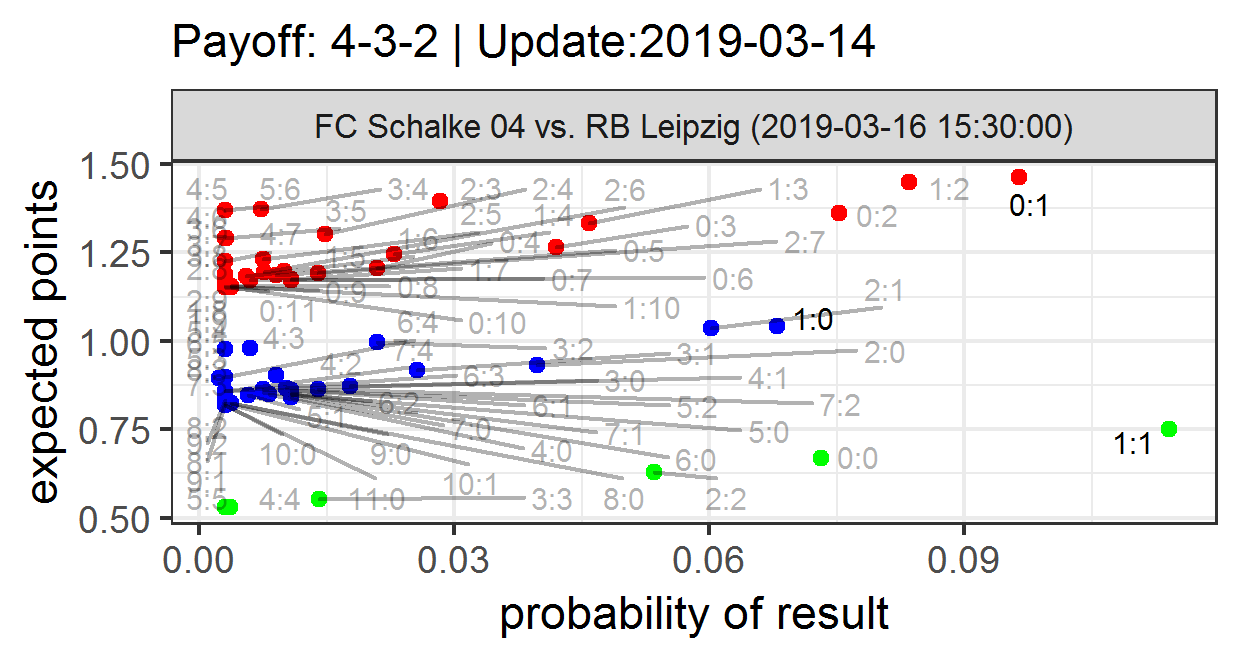 Payoff: 4-3-2 | Update:2019-03-14
FC Schalke 04 vs. RB Leipzig (2019-03-16 15:30:00)
expected points
1.50
1.25
1.00
0.75
0.50
4:5 5:6 3:4 2:3 2:4 2:6 1:3 1:2 0:1
3:5 2:5 1:4 0:3 0:2
4:7 1:6 0:4 0:5 2:7
1:5 1:7 0:7 0:6
0:9 0:8 1:10 2:1
0:11 0:10 1:0
6:4
4:3 7:4 3:2 3:1 2:0
4:2 6:3 3:0 4:1
6:2 6:1 5:2 7:2
5:1 7:0 7:1 5:0 1:1
10:0 9:0 4:0 6:0 0:0
9:1 10:1
5:5 4:4 11:0 3:3 8:0 2:2
0.00 0.03 0.06 0.09
probability of result